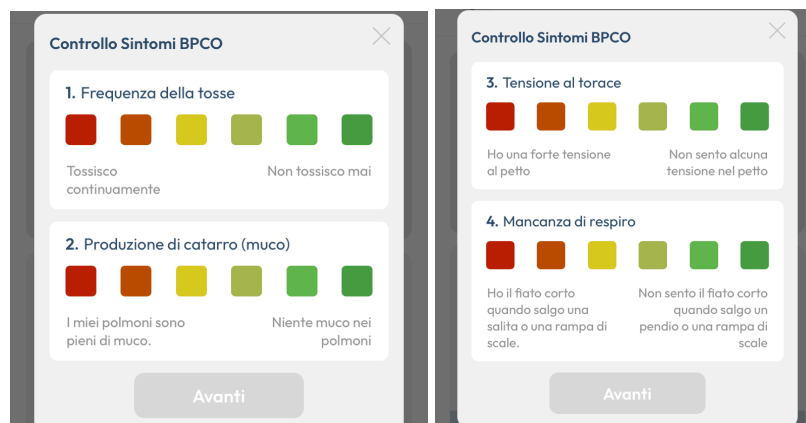 Controllo Sintomi BPCO
1. Frequenza della tosse
Tossisco
continuamente
Non tossisco mai
2. Produzione di catarro (muco)
I miei polmoni sono
pieni di muco.
Niente muco nei
polmoni
Avanti
Controllo Sintomi BPCO
3. Tensione al torace
Ho una forte tensione
al petto
Non sento alcuna
tensione nel petto
4. Mancanza di respiro
Ho il fiato corto
quando salgo una
salita o una rampa di
scale.
Non sento il fiato corto
quando salgo un
pendio o una rampa di
scale
Avanti